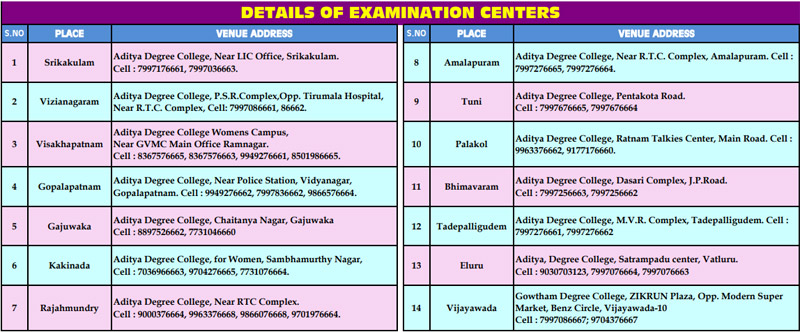 DETAILS OF EXAMINATION CENTERS
S.NO PLACE VENUE ADDRESS
1 Srikakulam Aditya Degree College, Near LIC Office, Srikakulam.
Cell : 7997176661, 7997036663.
2 Vizianagaram Aditya Degree College, P.S.R.Complex,Opp. Tirumala Hospital,
Near R.T.C. Complex, Cell: 7997086661, 86662.
3 Visakhapatnam Aditya Degree College Womens Campus,
Near GVMC Main Office Ramnagar.
Cell : 8367576665, 8367576663, 9949276661, 8501986665.
4 Gopalapatnam Aditya Degree College, Near Police Station, Vidyanagar,
Gopalapatnam. Cell : 9949276662, 7997836662, 9866576664.
5 Gajuwaka Aditya Degree College, Chaitanya Nagar, Gajuwaka
Cell : 8897526662, 7731046660
6 Kakinada Aditya Degree College, for Women, Sambhamurthy Nagar,
Cell : 7036966663, 9704276665, 7731076664.
7 Rajahmundry Aditya Degree College, Near RTC Complex.
Cell : 9000376664, 9963376668, 9866076668, 9701976664.
S.NO PLACE VENUE ADDRESS
8 Amalapuram Aditya Degree College, Near R.T.C. Complex, Amalapuram. Cell :
7997276665, 7997276664.
9 Tuni Aditya Degree College, Pentakota Road.
Cell : 7997676665, 7997676664
10 Palakol Aditya Degree College, Ratnam Talkies Center, Main Road. Cell :
9963376662, 9177176660.
11 Bhimavaram Aditya Degree College, Dasari Complex, J.P.Road.
Cell : 7997256663, 7997256662
12 Tadepalligudem Aditya Degree College, M.V.R. Complex, Tadepalligudem. Cell :
7997276661, 7997276662
13 Eluru Aditya, Degree College, Satrampadu center, Vatluru.
Cell : 9030703123, 7997076664, 7997076663
14 Vijayawada Gowtham Degree College, ZIKRUN Plaza, Opp. Modern Super
Market, Benz Circle, Vijayawada-10
Cell : 7997086667; 9704376667